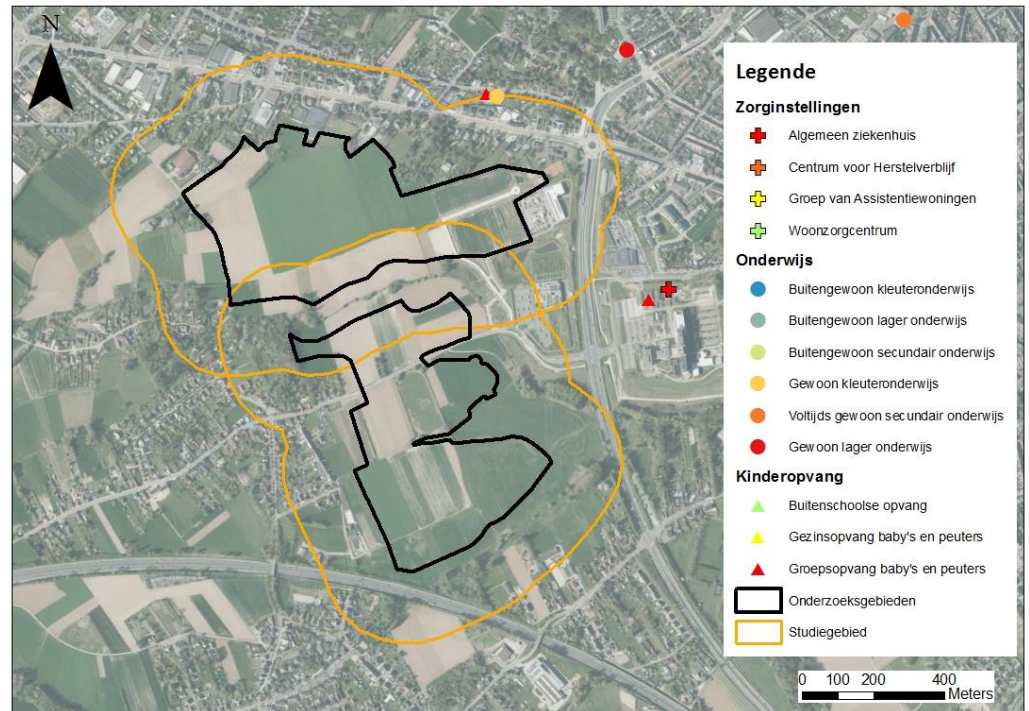 N
Legende
Zorginstellingen
Algemeen ziekenhuis
Centrum voor Herstelverblijf
Groep van Assistentiewoningen
Woonzorgcentrum
Onderwijs
Buitengewoon kleuteronderwijs
Buitengewoon lager onderwijs
Buitengewoon secundair onderwijs
Gewoon kleuteronderwijs
Voltijds gewoon secundair onderwijs
Gewoon lager onderwijs
Kinderopvang
Buitenschoolse opvang
Gezinsopvang baby's en peuters
Groepsopvang baby's en peuters
Onderzoeksgebieden
Studiegebied
0 100 200 400
Meters